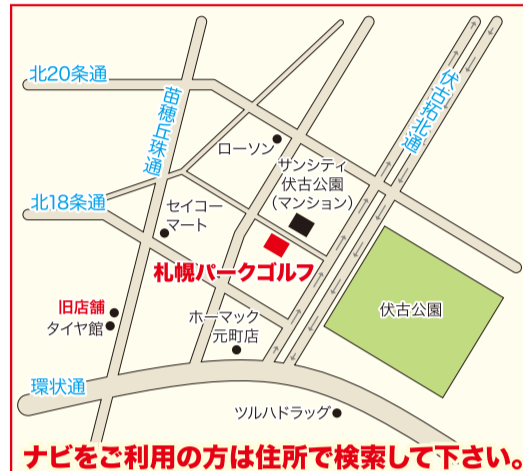 北20条通
苗穂丘珠通
伏古拓北通
ローソン
サンシティ
伏古公園
(マンション)
北18条通
セイコー
マート
札幌パークゴルフ
旧店舗
タイヤ館
ホーマック
元町店
伏古公園
環状通
ツルハドラッグ
ナビをご利用の方は住所で検索して下さい。